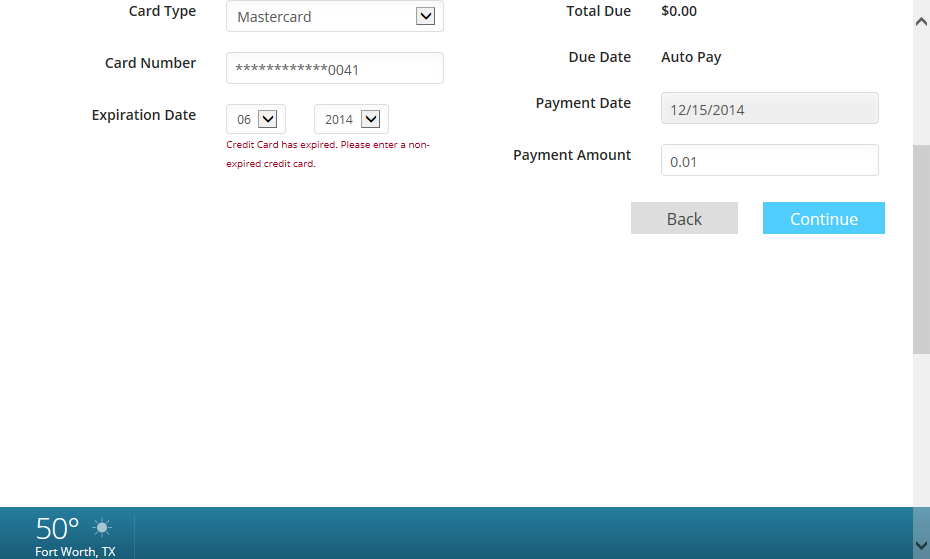 Card Type Mastercard
Card Number ************0041
Expiration Date 06 2014
Credit Card has expired. Please enter a non-
expired credit card.
Total Due $0.00
Due Date Auto Pay
Payment Date 12/15/2014
Payment Amount 0.01
Back Continue
50°
Fort Worth, TX